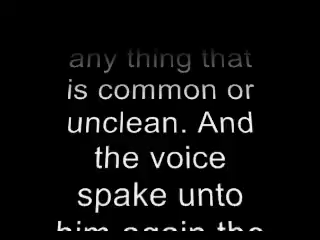 any thing that
is common or
unclean. And
the voice
spake unto
him again the